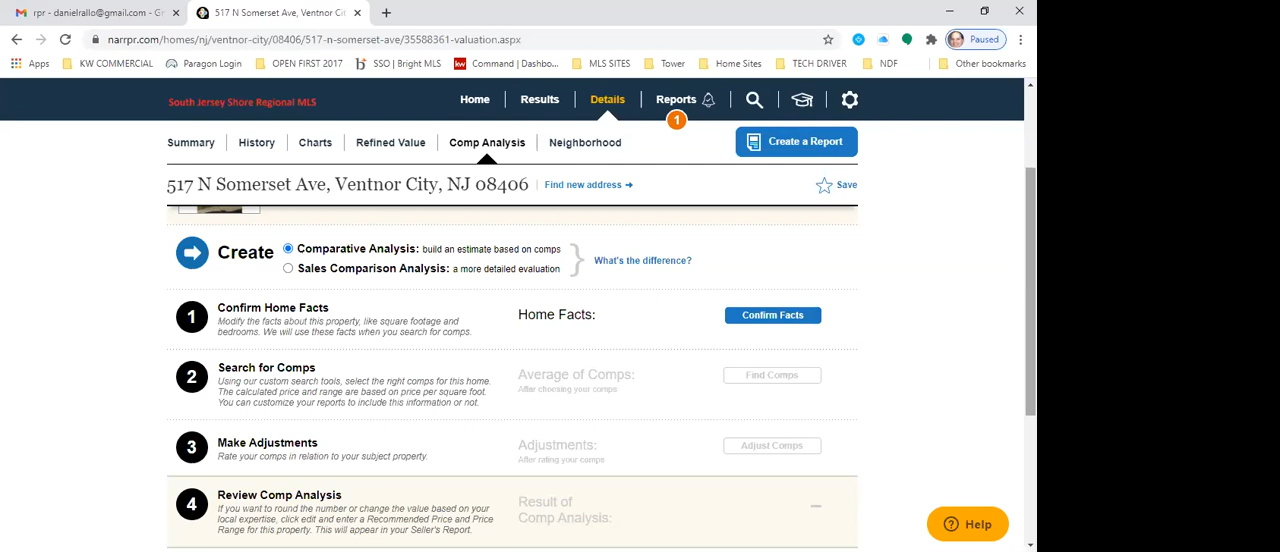 rpr - danielrallo@gmail.com - Gr
517 N Somerset Ave, Ventnor Cit
narrpr.com/homes/nj/ventnor-city/08406/517-n-somerset-ave/35588361-valuation.aspx
Paused
Apps KW COMMERCIAL Paragon Login OPEN FIRST 2017 SSO | Bright MLS Command | Dashbo... MLS SITES Tower Home Sites TECH DRIVER NDF Other bookmarks
South Jersey Shore Regional MLS
Home Results Details Reports
1
Summary History Charts Refined Value Comp Analysis Neighborhood Create a Report
517 N Somerset Ave, Ventnor City, NJ 08406 Find new address Save
Create
Comparative Analysis: build an estimate based on comps
Sales Comparison Analysis: a more detailed evaluation
What's the difference?
1
Confirm Home Facts
Modify the facts about this property, like square footage and
bedrooms. We will use these facts when you search for comps.
Home Facts:
Confirm Facts
2
Search for Comps
Using our custom search tools, select the right comps for this home.
The calculated price and range are based on price per square foot.
You can customize your reports to include this information or not.
Average of Comps:
After choosing your comps
Find Comps
3
Make Adjustments
Rate your comps in relation to your subject property.
Adjustments:
After rating your comps
Adjust Comps
4
Review Comp Analysis
If you want to round the number or change the value based on your
local expertise, click edit and enter a Recommended Price and Price
Range for this property. This will appear in your Seller's Report.
Result of
Comp Analysis:
–
Help